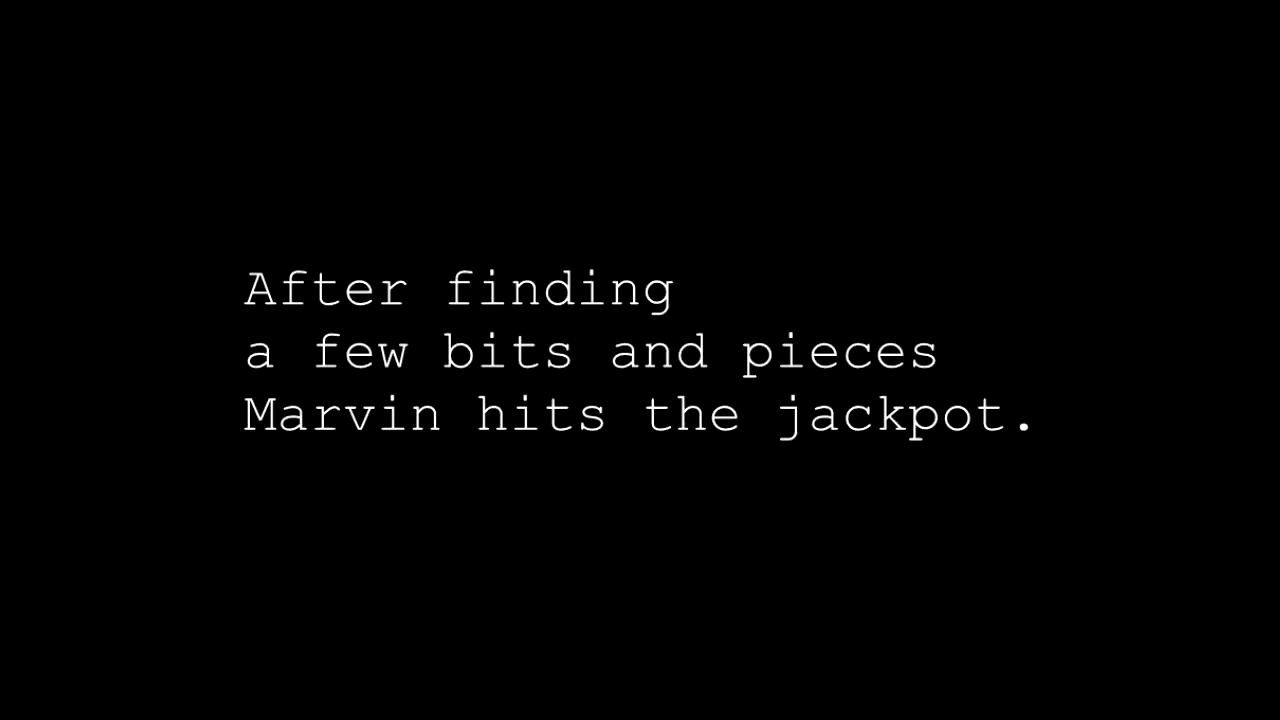 After finding
a few bits and pieces
Marvin hits the jackpot.